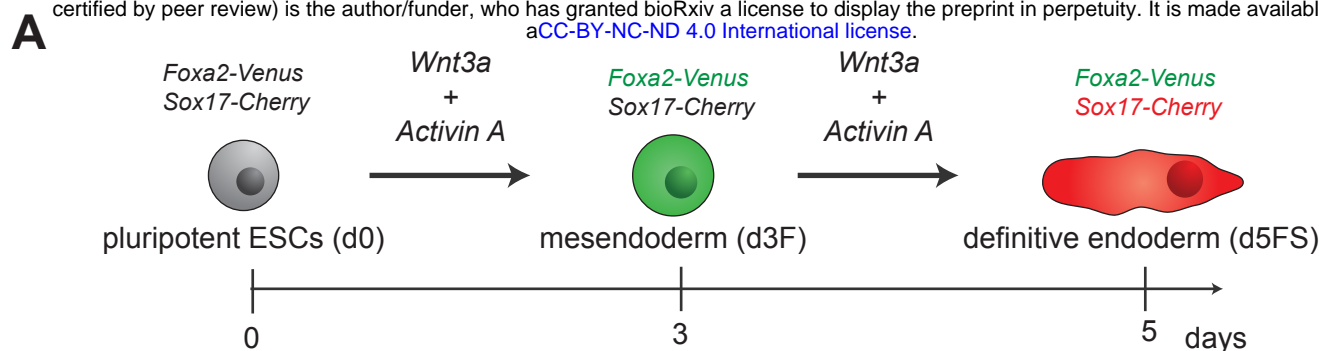 certified by peer review) is the author/funder, who has granted bioRxiv a license to display the preprint in perpetuity. It is made availabl
aCC-BY-NC-ND 4.0 International license.
A
Foxa2-Venus
Sox17-Cherry
Wnt3a
+
Activin A
Foxa2-Venus
Sox17-Cherry
Wnt3a
+
Activin A
Foxa2-Venus
Sox17-Cherry
pluripotent ESCs (d0)
mesendoderm (d3F)
definitive endoderm (d5FS)
0
3
5
days